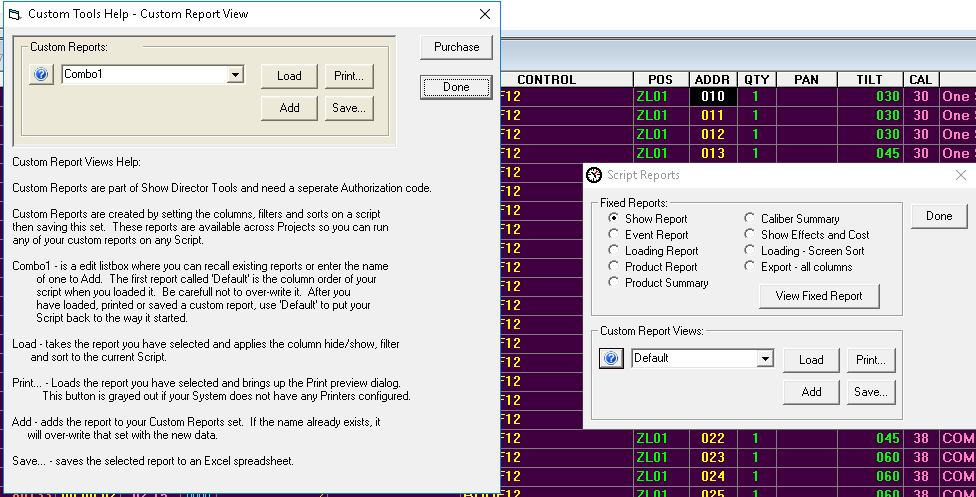 Custom Tools Help - Custom Report View
Custom Reports:
Combo1
Load
Print...
Add
Save...
Purchase
Done
Custom Report Views Help:
Custom Reports are part of Show Director Tools and need a seperate Authorization code.
Custom Reports are created by setting the columns, filters and sorts on a script
then saving this set. These reports are available across Projects so you can run
any of your custom reports on any Script.
Combo1 - is a edit listbox where you can recall existing reports or enter the name
of one to Add. The first report called 'Default' is the column order of your
script when you loaded it. Be carefull not to over-write it. After you
have loaded, printed or saved a custom report, use 'Default' to put your
Script back to the way it started.
Load - takes the report you have selected and applies the column hide/show, filter
and sort to the current Script.
Print... - Loads the report you have selected and brings up the Print preview dialog.
This button is grayed out if your System does not have any Printers configured.
Add - adds the report to your Custom Reports set. If the name already exists, it
will over-write that set with the new data.
Save... - saves the selected report to an Excel spreadsheet.
CONTROL POS ADDR QTY PAN TILT CAL
F12 ZL01 010 1 030 30 One
F12 ZL01 011 1 030 30 One
F12 ZL01 012 1 030 30 One
F12 ZL01 013 1 045 30 One
F12
F12
F12
F12
F12
F12
F12
F12
F12
F12
F12
F12
F12
F12
F12 ZL01 022 1 045 38 COM
F12 ZL01 023 1 060 38 COM
F12 ZL01 024 1 060 38 COM
F12 ZL01 025 1 060 38 COM
Script Reports
Fixed Reports:
Show Report
Event Report
Loading Report
Product Report
Product Summary
Caliber Summary
Show Effects and Cost
Loading - Screen Sort
Export - all columns
View Fixed Report
Done
Custom Report Views:
Default
Load
Print...
Add
Save...